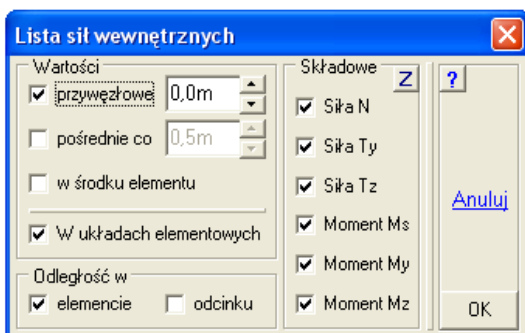 Lista sił wewnętrznych
Wartości
przywęzłowe 0,0m
pośrednie co 0,5m
w środku elementu
W układach elementowych
Odległość w
elemencie odcinku
Składowe Z
Siła N
Siła Ty
Siła Tz
Moment Ms
Moment My
Moment Mz
?
Anuluj
OK